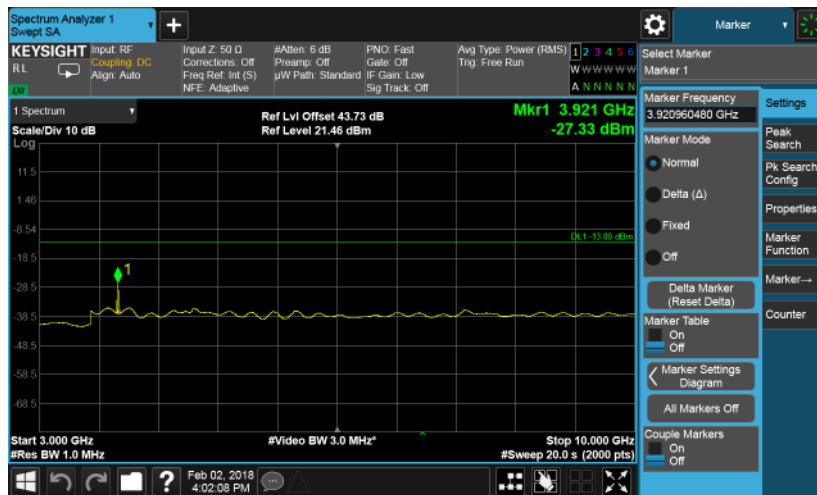 Spectrum Analyzer 1
Swept SA
+
Marker
KEYSIGHT
RL
LXI
Input: RF
Coupling: DC
Align: Auto
Input Z: 50 Ω
Corrections: Off
Freq Ref: Int (S)
NFE: Adaptive
#Atten: 6 dB
Preamp: Off
µW Path: Standard
PNO: Fast
Gate: Off
IF Gain: Low
Sig Track: Off
Avg Type: Power (RMS)
Trig: Free Run
1 2 3 4 5 6
W W W W W W
A N N N N N
Select Marker
Marker 1
1 Spectrum
Scale/Div 10 dB
Log
Ref Lvl Offset 43.73 dB
Ref Level 21.46 dBm
Mkr1 3.921 GHz
-27.33 dBm
11.5
1.46
-8.54
-18.5
-28.5
-38.5
-48.5
-58.5
-68.5
DL1 -13.00 dBm
1
Start 3.000 GHz
#Res BW 1.0 MHz
#Video BW 3.0 MHz*
Stop 10.000 GHz
#Sweep 20.0 s (2000 pts)
Marker Frequency
3.920960480 GHz
Marker Mode
Normal
Delta (Δ)
Fixed
Off
Delta Marker
(Reset Delta)
Marker Table
On
Off
Marker Settings
Diagram
All Markers Off
Couple Markers
On
Off
Settings
Peak
Search
Pk Search
Config
Properties
Marker
Function
Marker→
Counter
?
Feb 02, 2018
4:02:08 PM